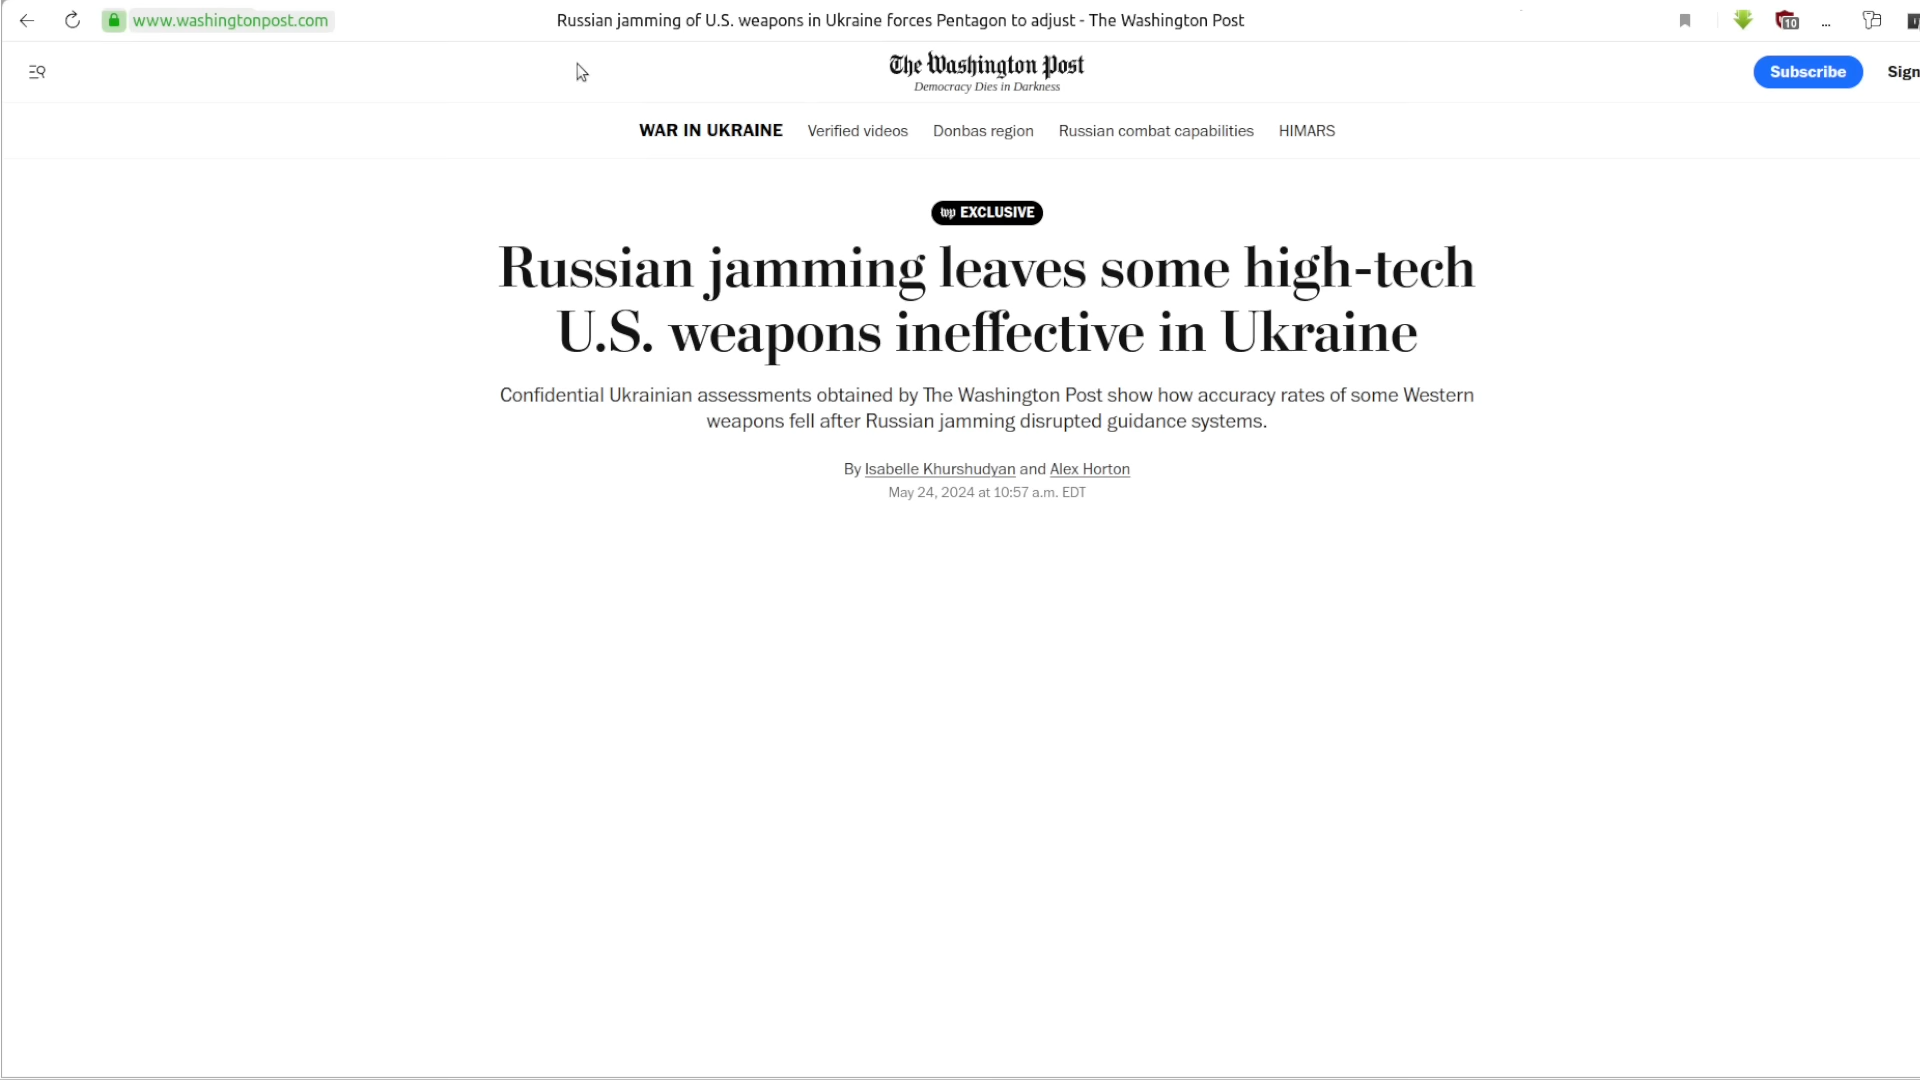 www.washingtonpost.com
Russian jamming of U.S. weapons in Ukraine forces Pentagon to adjust - The Washington Post
10
...
The Washington Post
Democracy Dies in Darkness
Subscribe
Sign
WAR IN UKRAINE
Verified videos
Donbas region
Russian combat capabilities
HIMARS
wp EXCLUSIVE
Russian jamming leaves some high-tech
U.S. weapons ineffective in Ukraine
Confidential Ukrainian assessments obtained by The Washington Post show how accuracy rates of some Western
weapons fell after Russian jamming disrupted guidance systems.
By Isabelle Khurshudyan and Alex Horton
May 24, 2024 at 10:57 a.m. EDT